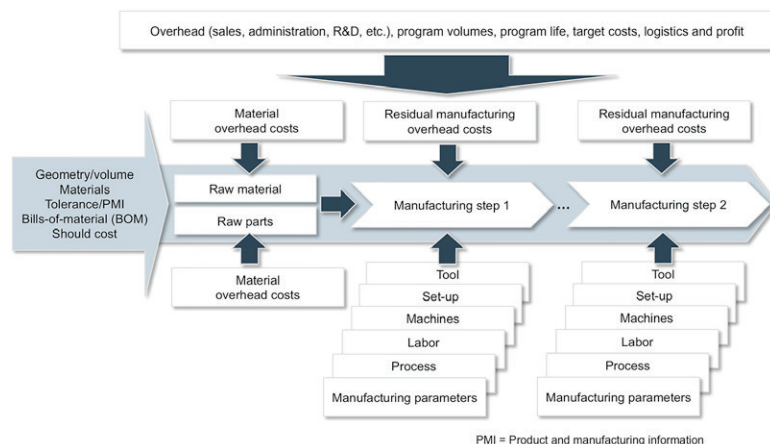 Overhead (sales, administration, R&D, etc.), program volumes, program life, target costs, logistics and profit
Material
overhead costs
Residual manufacturing
overhead costs
Residual manufacturing
overhead costs
Geometry/volume
Materials
Tolerance/PMI
Bills-of-material (BOM)
Should cost
Raw material
Raw parts
Manufacturing step 1
...
Manufacturing step 2
Material
overhead costs
Tool
Set-up
Machines
Labor
Process
Manufacturing parameters
Tool
Set-up
Machines
Labor
Process
Manufacturing parameters
PMI = Product and manufacturing information